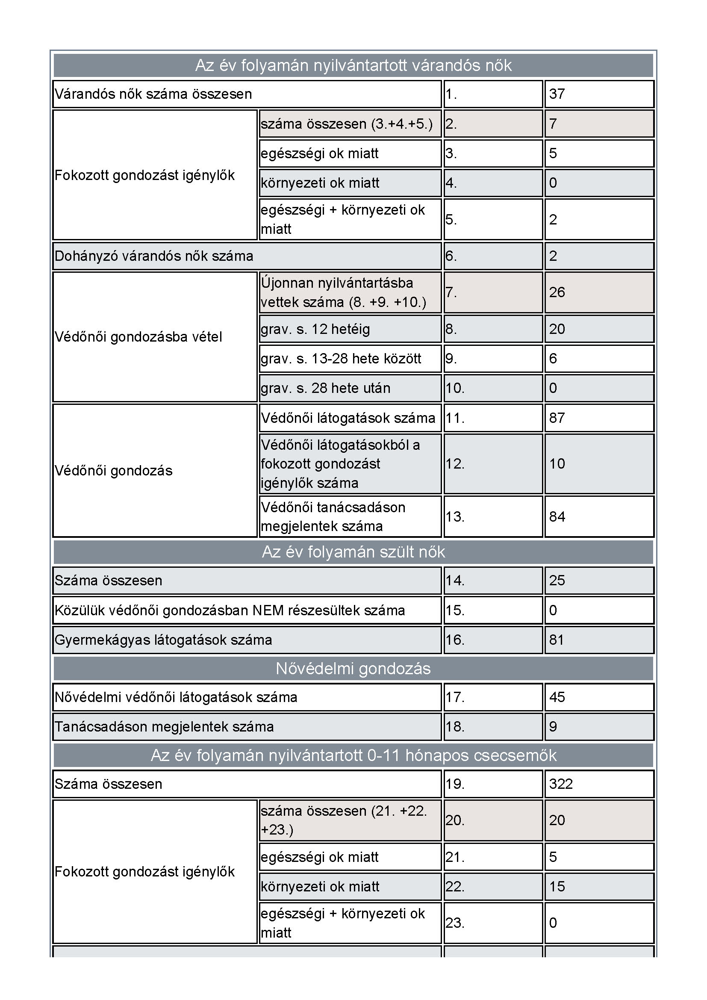 Az év folyamán nyilvántartott várandós nők
Várandós nők száma összesen 1. 37
Fokozott gondozást igénylők
száma összesen (3.+4.+5.) 2. 7
egészségi ok miatt 3. 5
környezeti ok miatt 4. 0
egészségi + környezeti ok
miatt 5. 2
Dohányzó várandós nők száma 6. 2
Védőnői gondozásba vétel
Újonnan nyilvántartásba
vettek száma (8. +9. +10.) 7. 26
grav. s. 12 hetéig 8. 20
grav. s. 13-28 hete között 9. 6
grav. s. 28 hete után 10. 0
Védőnői gondozás
Védőnői látogatások száma 11. 87
Védőnői látogatásokból a
fokozott gondozást
igénylők száma 12. 10
Védőnői tanácsadáson
megjelentek száma 13. 84
Az év folyamán szült nők
Száma összesen 14. 25
Közülük védőnői gondozásban NEM részesültek száma 15. 0
Gyermekágyas látogatások száma 16. 81
Nővédelmi gondozás
Nővédelmi védőnői látogatások száma 17. 45
Tanácsadáson megjelentek száma 18. 9
Az év folyamán nyilvántartott 0-11 hónapos csecsemők
Száma összesen 19. 322
Fokozott gondozást igénylők
száma összesen (21. +22.
+23.) 20. 20
egészségi ok miatt 21. 5
környezeti ok miatt 22. 15
egészségi + környezeti ok
miatt 23. 0